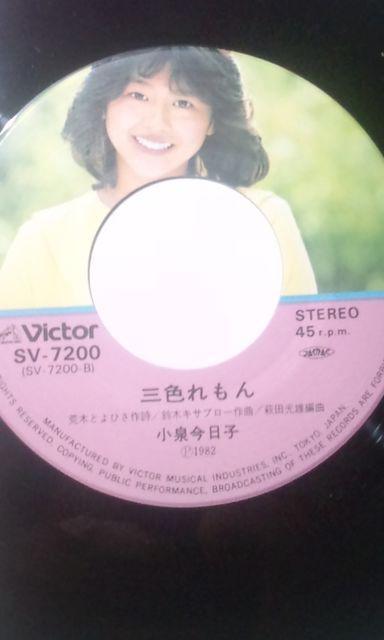 Victor
SV-7200
(SV-7200-B)
STEREO
45 r.p.m.
JASRAC
三色れもん
荒木とよひさ作詩/鈴木キサブロー作曲/萩田光雄編曲
小泉今日子
Ⓟ1982
MANUFACTURED BY VICTOR MUSICAL INDUSTRIES, INC. TOKYO, JAPAN
RIGHTS RESERVED. COPYING, PUBLIC PERFORMANCE, BROADCASTING OF THESE RECORDS ARE